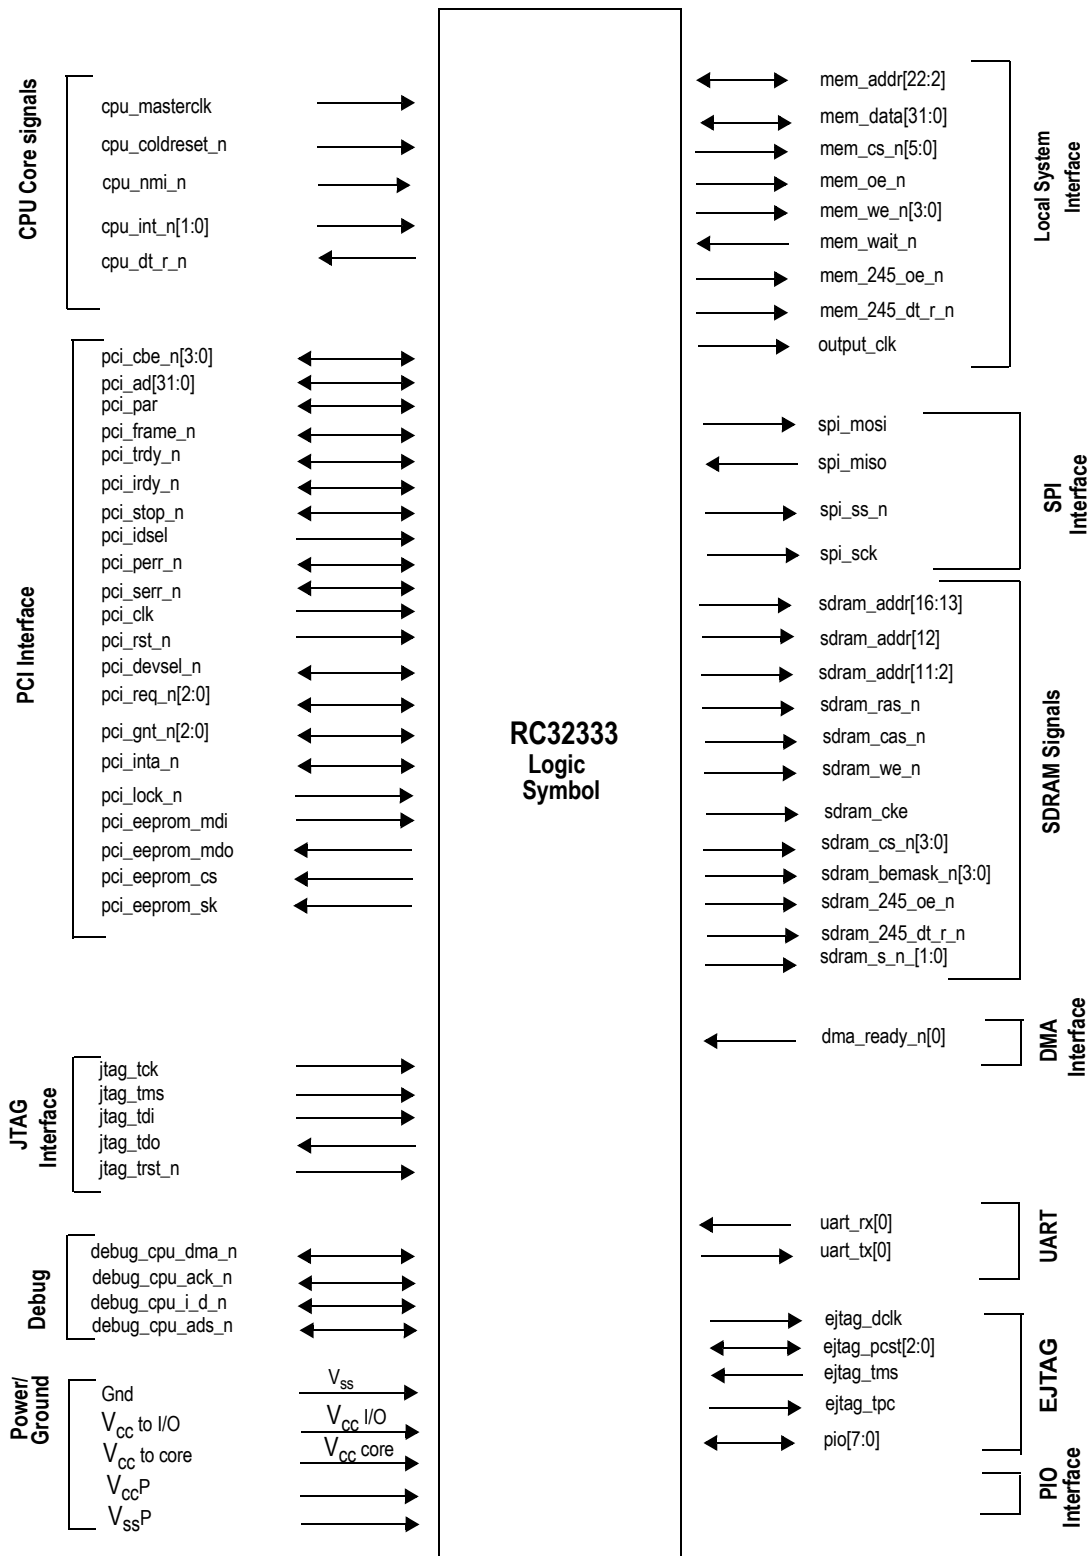 CPU Core signals
cpu_masterclk
cpu_coldreset_n
cpu_nmi_n
cpu_int_n[1:0]
cpu_dt_r_n
PCI Interface
pci_cbe_n[3:0]
pci_ad[31:0]
pci_par
pci_frame_n
pci_trdy_n
pci_irdy_n
pci_stop_n
pci_idsel
pci_perr_n
pci_serr_n
pci_clk
pci_rst_n
pci_devsel_n
pci_req_n[2:0]
pci_gnt_n[2:0]
pci_inta_n
pci_lock_n
pci_eeprom_mdi
pci_eeprom_mdo
pci_eeprom_cs
pci_eeprom_sk
JTAG
Interface
jtag_tck
jtag_tms
jtag_tdi
jtag_tdo
jtag_trst_n
Debug
debug_cpu_dma_n
debug_cpu_ack_n
debug_cpu_i_d_n
debug_cpu_ads_n
Power/
Ground
Gnd
Vss
Vcc to I/O
Vcc I/O
Vcc to core
Vcc core
VccP
VssP
RC32333
Logic
Symbol
mem_addr[22:2]
mem_data[31:0]
mem_cs_n[5:0]
mem_oe_n
mem_we_n[3:0]
mem_wait_n
mem_245_oe_n
mem_245_dt_r_n
output_clk
Local System
Interface
spi_mosi
spi_miso
spi_ss_n
spi_sck
SPI
Interface
sdram_addr[16:13]
sdram_addr[12]
sdram_addr[11:2]
sdram_ras_n
sdram_cas_n
sdram_we_n
sdram_cke
sdram_cs_n[3:0]
sdram_bemask_n[3:0]
sdram_245_oe_n
sdram_245_dt_r_n
sdram_s_n_[1:0]
SDRAM Signals
dma_ready_n[0]
DMA
Interface
uart_rx[0]
uart_tx[0]
UART
ejtag_dclk
ejtag_pcst[2:0]
ejtag_tms
ejtag_tpc
pio[7:0]
EJTAG
PIO
Interface